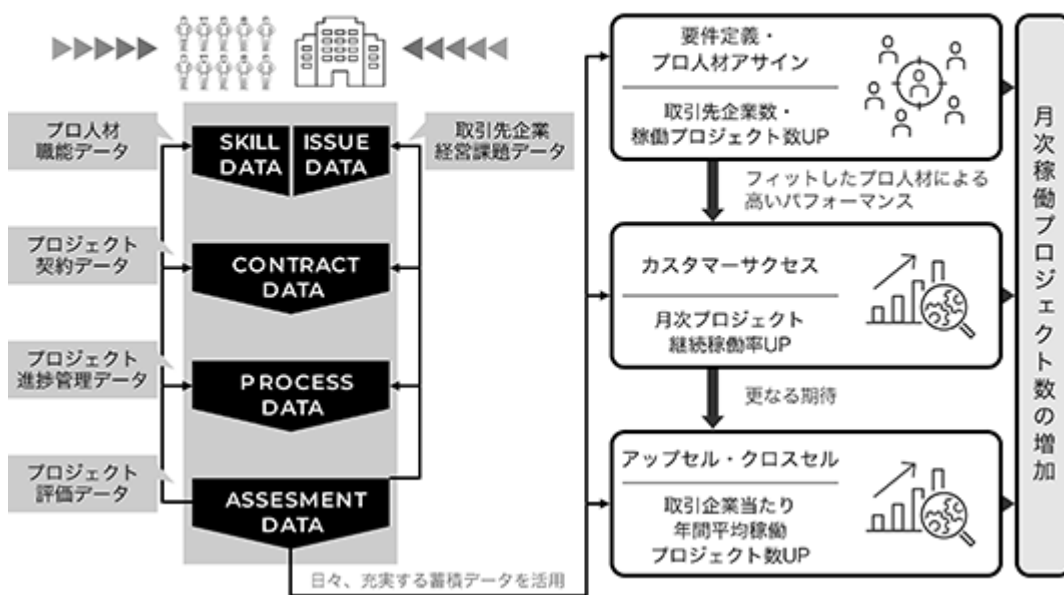 プロ人材
職能データ
SKILL
DATA
ISSUE
DATA
取引先企業
経営課題データ
プロジェクト
契約データ
CONTRACT
DATA
プロジェクト
進捗管理データ
PROCESS
DATA
プロジェクト
評価データ
ASSESMENT
DATA
日々、充実する蓄積データを活用
要件定義・
プロ人材アサイン
取引先企業数・
稼働プロジェクト数UP
フィットしたプロ人材による
高いパフォーマンス
カスタマーサクセス
月次プロジェクト
継続稼働率UP
更なる期待
アップセル・クロスセル
取引企業当たり
年間平均稼働
プロジェクト数UP
月次稼働プロジェクト数の増加